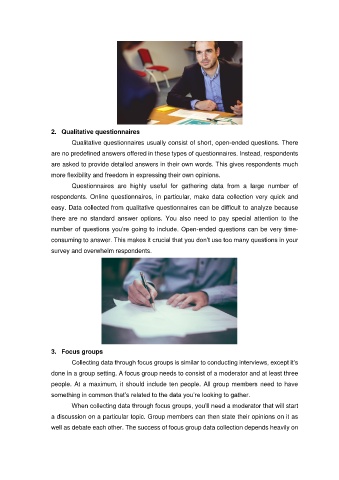 2. Qualitative questionnaires
Qualitative questionnaires usually consist of short, open-ended questions. There
are no predefined answers offered in these types of questionnaires. Instead, respondents
are asked to provide detailed answers in their own words. This gives respondents much
more flexibility and freedom in expressing their own opinions.
Questionnaires are highly useful for gathering data from a large number of
respondents. Online questionnaires, in particular, make data collection very quick and
easy. Data collected from qualitative questionnaires can be difficult to analyze because
there are no standard answer options. You also need to pay special attention to the
number of questions you're going to include. Open-ended questions can be very time-
consuming to answer. This makes it crucial that you don't use too many questions in your
survey and overwhelm respondents.
3. Focus groups
Collecting data through focus groups is similar to conducting interviews, except it's
done in a group setting. A focus group needs to consist of a moderator and at least three
people. At a maximum, it should include ten people. All group members need to have
something in common that's related to the data you're looking to gather.
When collecting data through focus groups, you'll need a moderator that will start
a discussion on a particular topic. Group members can then state their opinions on it as
well as debate each other. The success of focus group data collection depends heavily on